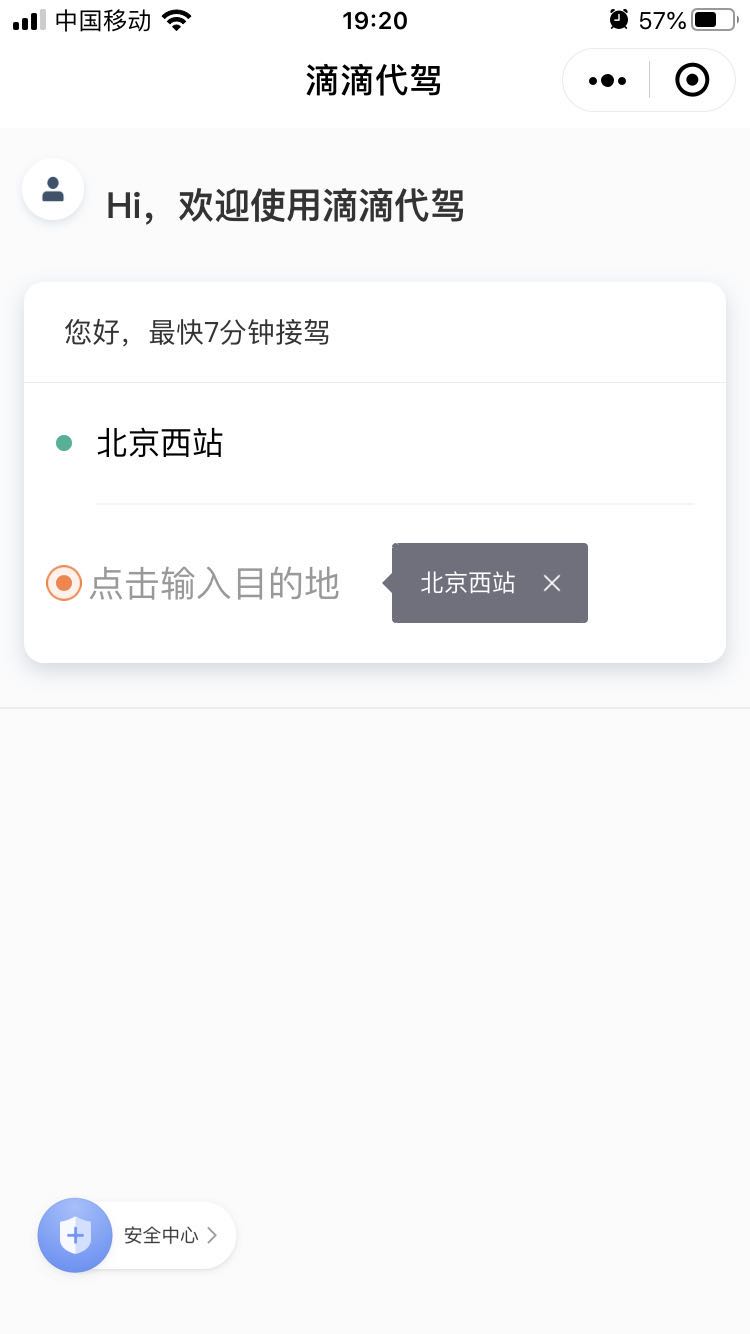 中国移动 19:20 57%
滴滴代驾
Hi，欢迎使用滴滴代驾
您好，最快7分钟接驾
北京西站
点击输入目的地 北京西站
安全中心